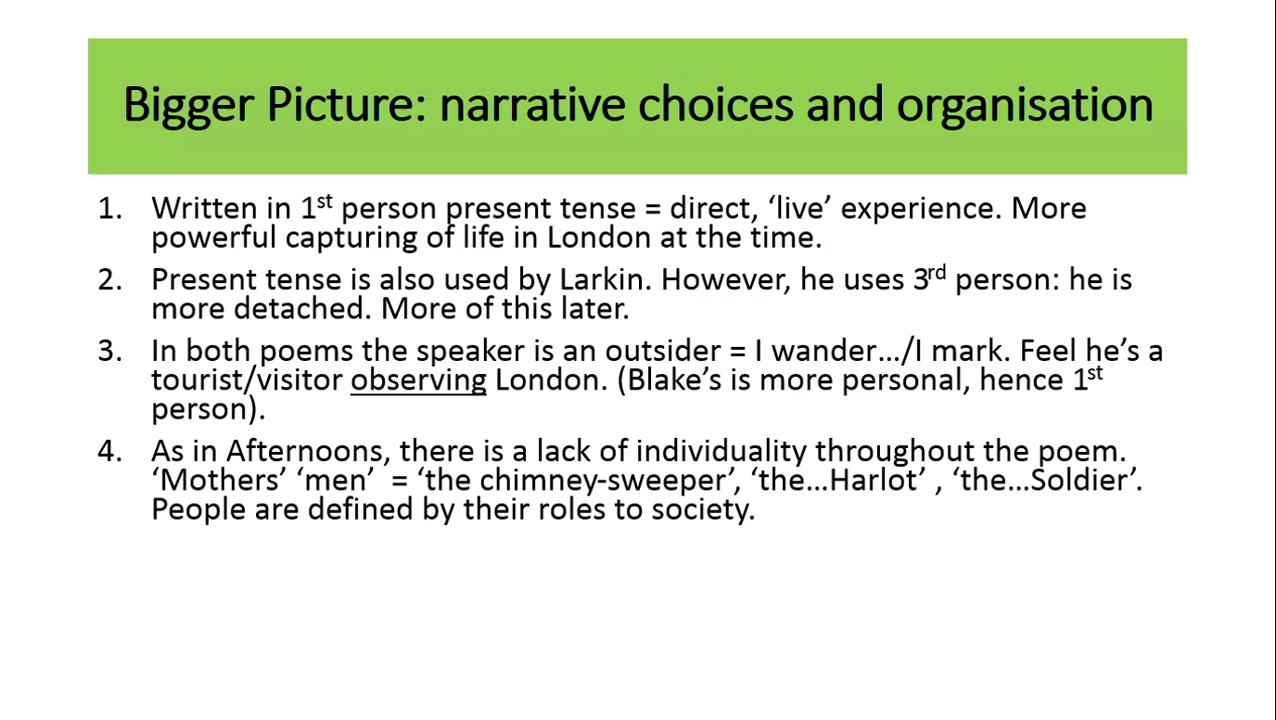 Bigger Picture: narrative choices and organisation
1. Written in 1st person present tense = direct, ‘live’ experience. More
powerful capturing of life in London at the time.
2. Present tense is also used by Larkin. However, he uses 3rd person: he is
more detached. More of this later.
3. In both poems the speaker is an outsider = I wander…/I mark. Feel he’s a
tourist/visitor observing London. (Blake’s is more personal, hence 1st
person).
4. As in Afternoons, there is a lack of individuality throughout the poem.
‘Mothers’ ‘men’ = ‘the chimney-sweeper’, ‘the…Harlot’ , ‘the…Soldier’.
People are defined by their roles to society.